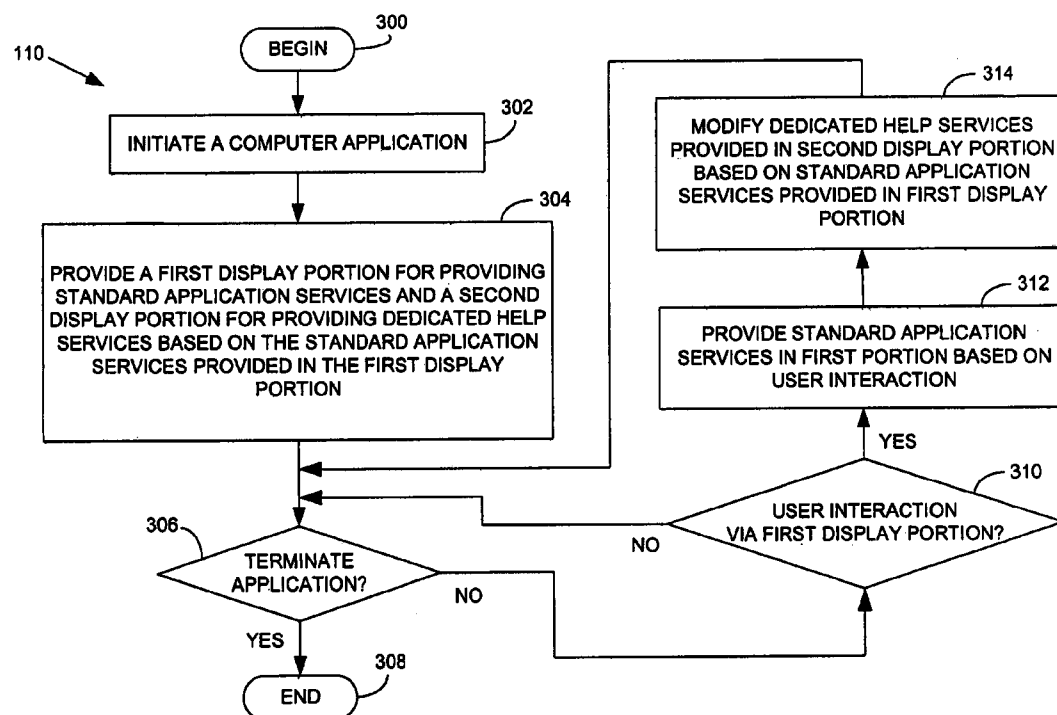 300
BEGIN
110
302
INITIATE A COMPUTER APPLICATION
304
PROVIDE A FIRST DISPLAY PORTION FOR PROVIDING
STANDARD APPLICATION SERVICES AND A SECOND
DISPLAY PORTION FOR PROVIDING DEDICATED HELP
SERVICES BASED ON THE STANDARD APPLICATION
SERVICES PROVIDED IN THE FIRST DISPLAY
PORTION
306
TERMINATE
APPLICATION?
NO
YES
308
END
310
USER INTERACTION
VIA FIRST DISPLAY PORTION?
NO
YES
312
PROVIDE STANDARD APPLICATION
SERVICES IN FIRST PORTION BASED ON
USER INTERACTION
314
MODIFY DEDICATED HELP SERVICES
PROVIDED IN SECOND DISPLAY PORTION
BASED ON STANDARD APPLICATION
SERVICES PROVIDED IN FIRST DISPLAY
PORTION